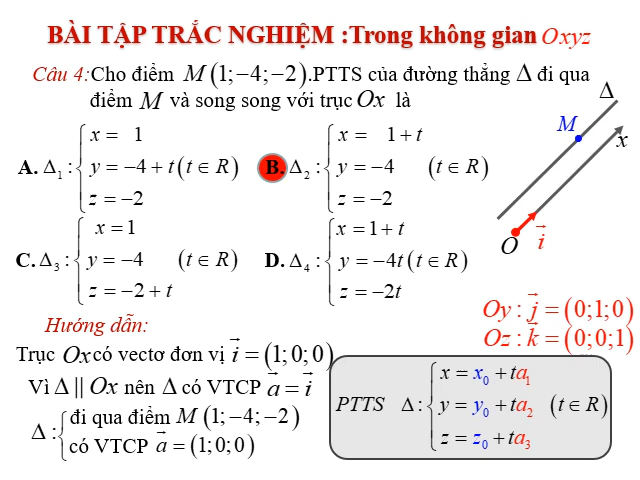 BÀI TẬP TRẮC NGHIỆM :Trong không gian Oxyz
Câu 4:Cho điểm M(1;−4;−2).PTTS của đường thẳng Δ đi qua
điểm M và song song với trục Ox là
A. Δ₁ : { x = 1
y = −4 + t (t ∈ R)
z = −2
B. Δ₂ : { x = 1 + t
y = −4 (t ∈ R)
z = −2
C. Δ₃ : { x = 1
y = −4 (t ∈ R)
z = −2 + t
D. Δ₄ : { x = 1 + t
y = −4t (t ∈ R)
z = −2t
Δ
M
x
O
i⃗
Oy : j⃗ = (0;1;0)
Oz : k⃗ = (0;0;1)
Hướng dẫn:
Trục Ox có vectơ đơn vị i⃗ = (1;0;0)
Vì Δ || Ox nên Δ có VTCP a⃗ = i⃗
Δ : { đi qua điểm M(1;−4;−2)
có VTCP a⃗ = (1;0;0)
PTTS Δ : { x = x₀ + ta₁
y = y₀ + ta₂ (t ∈ R)
z = z₀ + ta₃